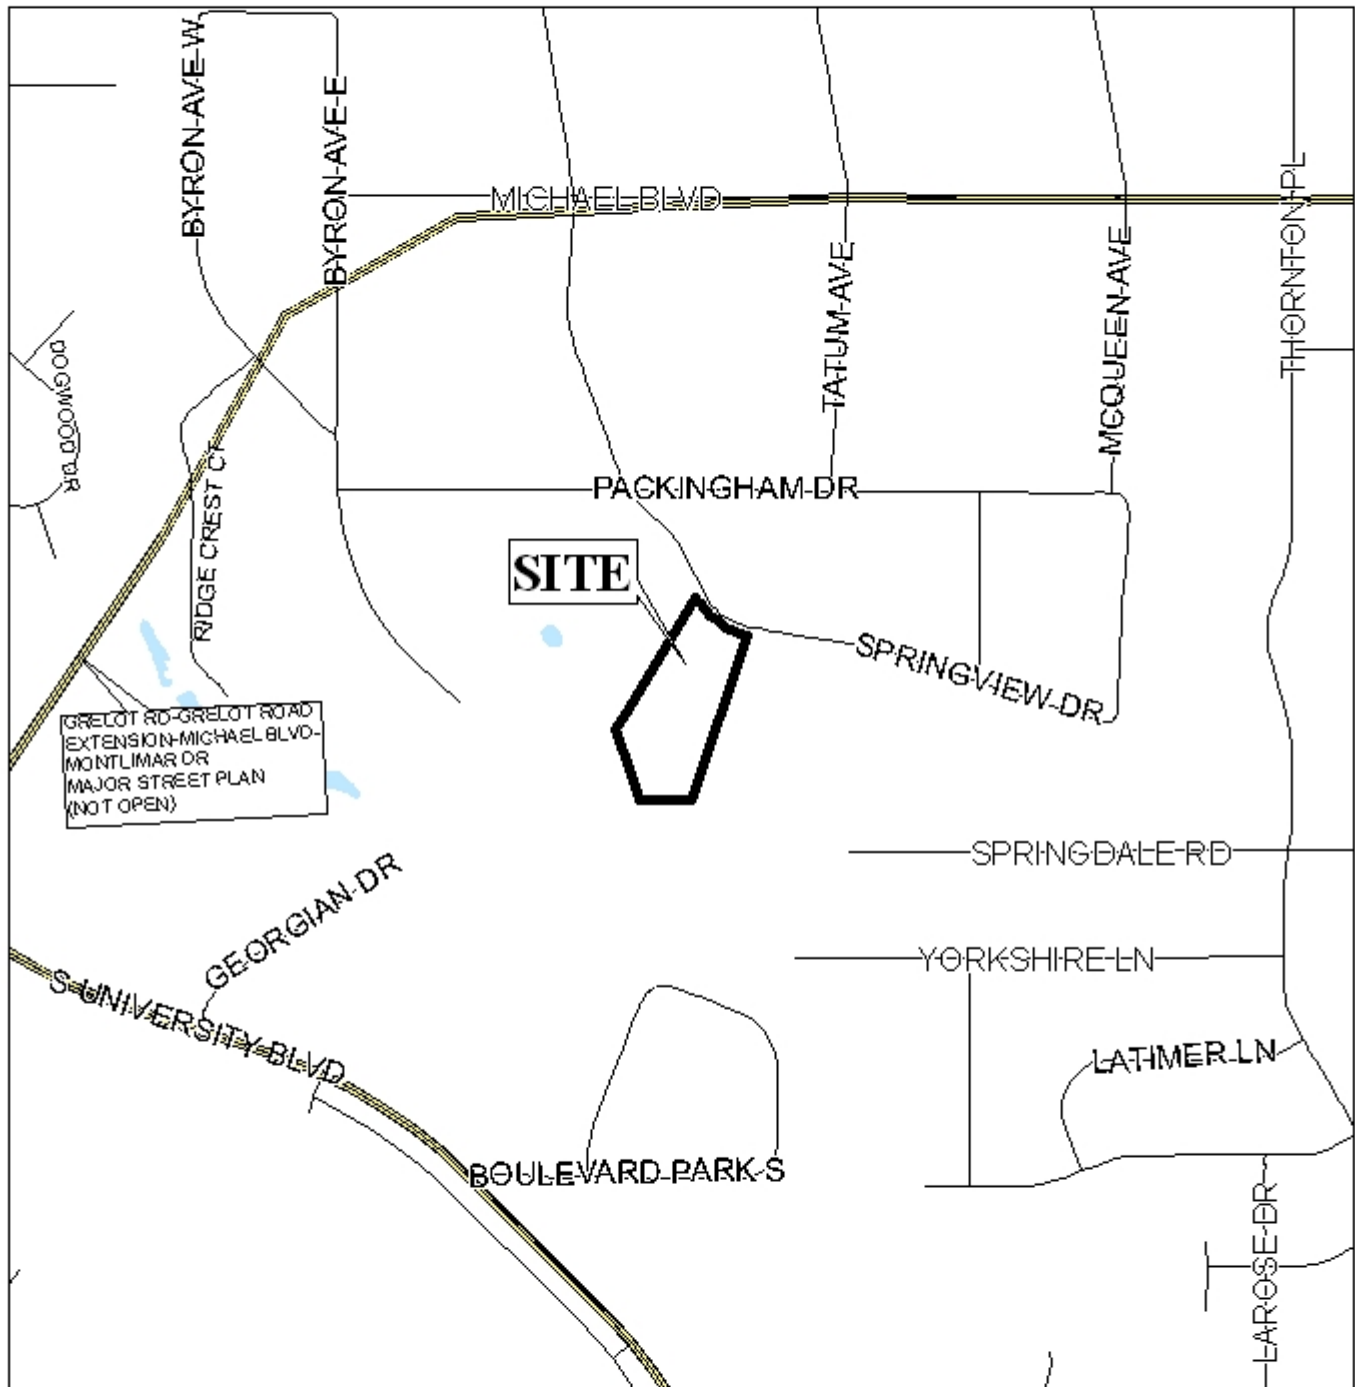 BYRON AVE W
BYRON AVE E
MICHAEL BLVD
THORNTON PL
TATUM AVE
MCQUEEN AVE
DOGWOOD DR
RIDGE CREST CT
PACKINGHAM DR
SITE
SPRINGVIEW DR
GRELOT RD-GRELOT ROAD
EXTENSION-MICHAEL BLVD-
MONTLIMAR DR
MAJOR STREET PLAN
(NOT OPEN)
SPRINGDALE RD
GEORGIAN DR
YORKSHIRE LN
S UNIVERSITY BLVD
LATIMER LN
BOULEVARD PARK S
LAROSE DR